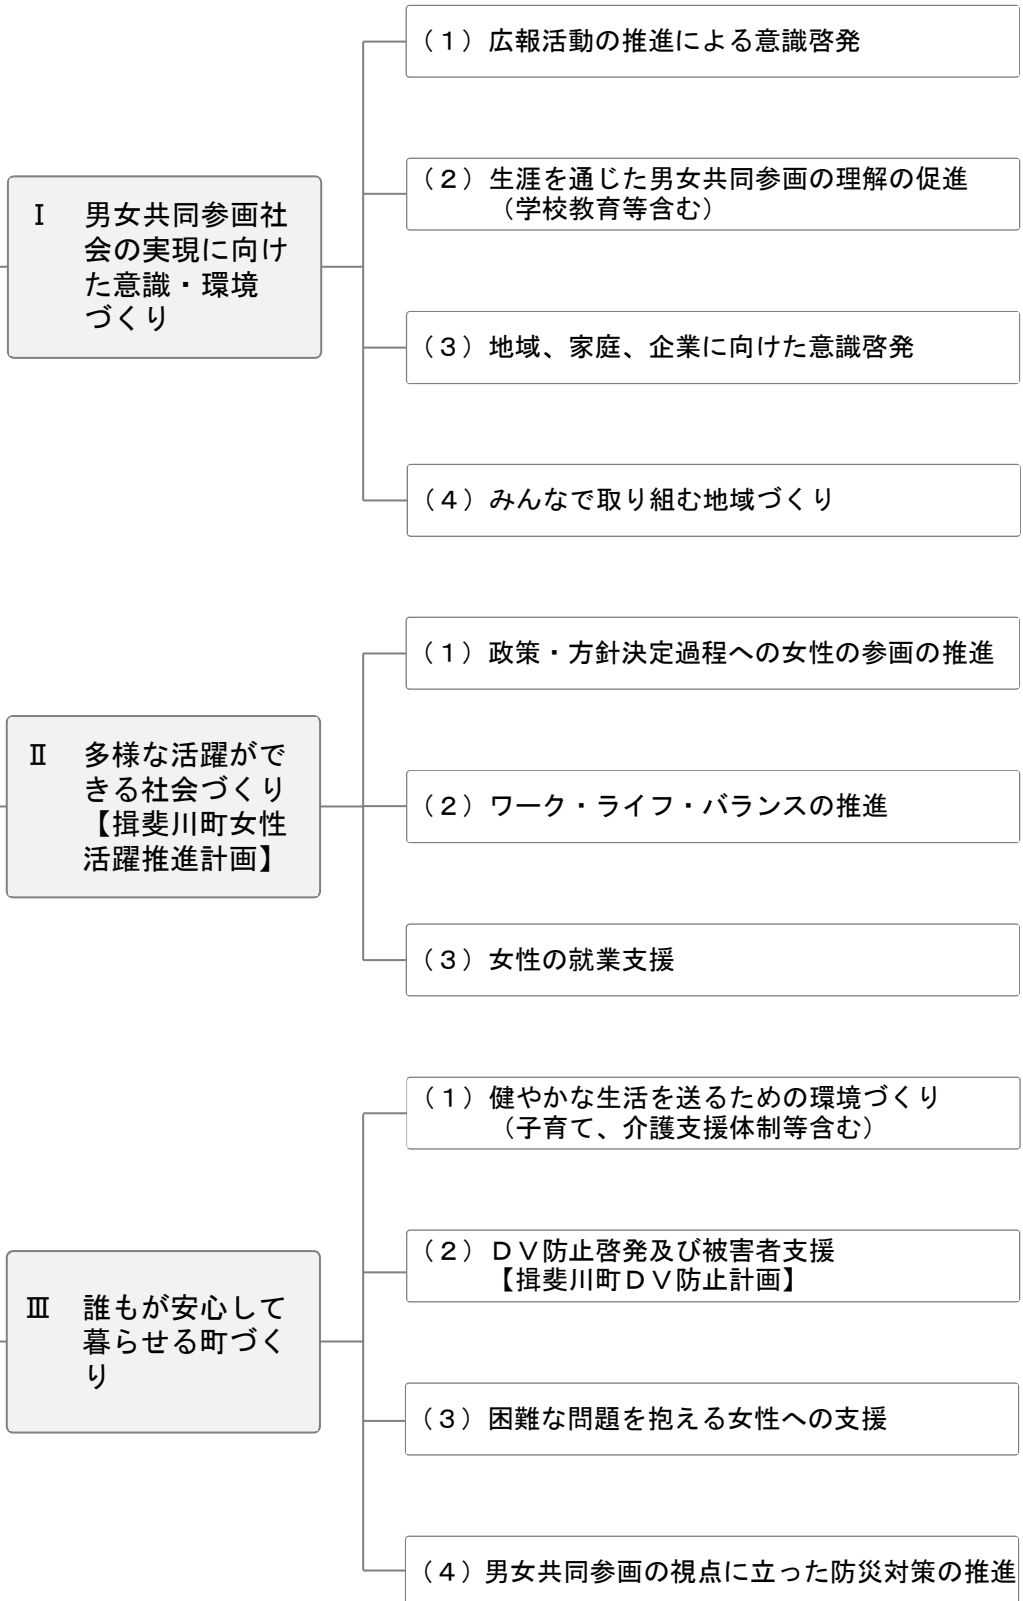 Ⅰ 男女共同参画社
会の実現に向け
た意識・環境
づくり
（１）広報活動の推進による意識啓発
（２）生涯を通じた男女共同参画の理解の促進
（学校教育等含む）
（３）地域、家庭、企業に向けた意識啓発
（４）みんなで取り組む地域づくり
Ⅱ 多様な活躍がで
きる社会づくり
【揖斐川町女性
活躍推進計画】
（１）政策・方針決定過程への女性の参画の推進
（２）ワーク・ライフ・バランスの推進
（３）女性の就業支援
Ⅲ 誰もが安心して
暮らせる町づく
り
（１）健やかな生活を送るための環境づくり
（子育て、介護支援体制等含む）
（２）ＤＶ防止啓発及び被害者支援
【揖斐川町ＤＶ防止計画】
（３）困難な問題を抱える女性への支援
（４）男女共同参画の視点に立った防災対策の推進